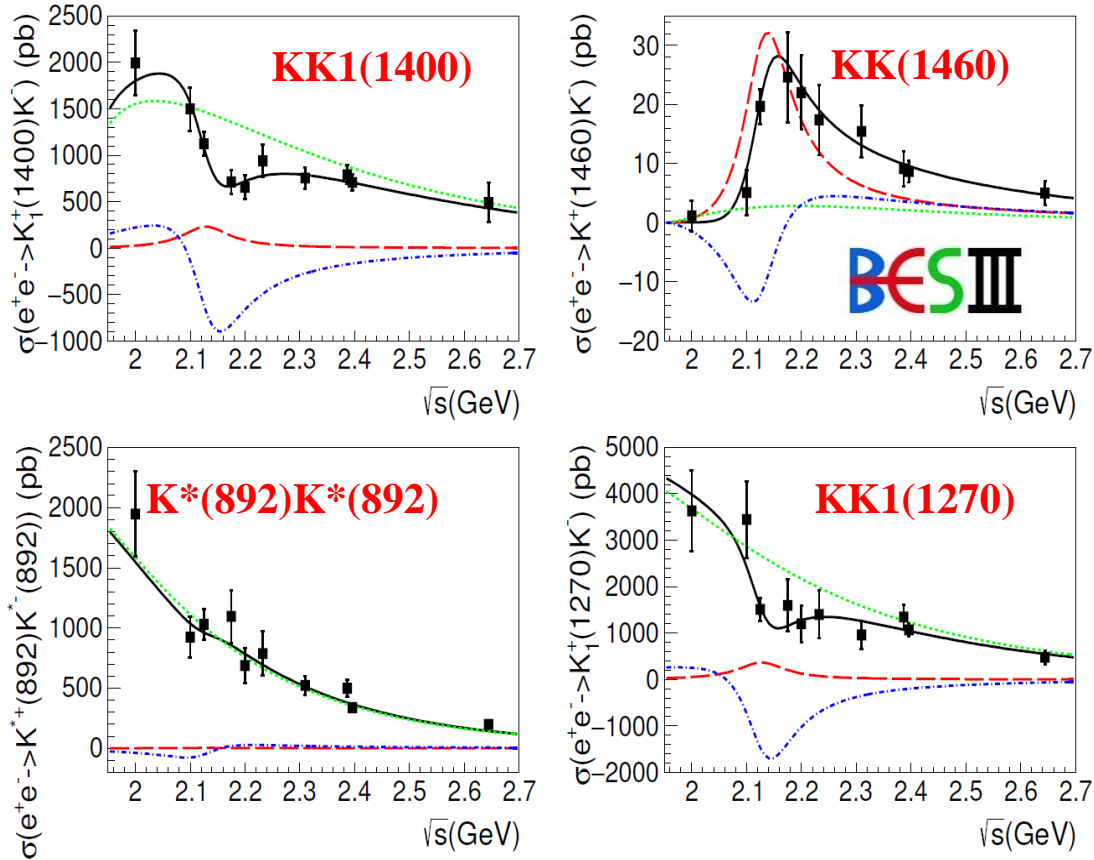 σ(e⁺e⁻->K₁⁺(1400)K⁻) (pb)
2500
2000
1500
1000
500
0
−500
−1000
KK1(1400)
2 2.1 2.2 2.3 2.4 2.5 2.6 2.7
√s(GeV)
σ(e⁺e⁻->K⁺(1460)K⁻) (pb)
30
20
10
0
−10
−20
KK(1460)
BESIII
2 2.1 2.2 2.3 2.4 2.5 2.6 2.7
√s(GeV)
σ(e⁺e⁻->K*⁺(892)K*⁻(892)) (pb)
2500
2000
1500
1000
500
0
K*(892)K*(892)
2 2.1 2.2 2.3 2.4 2.5 2.6 2.7
√s(GeV)
σ(e⁺e⁻->K₁⁺(1270)K⁻) (pb)
5000
4000
3000
2000
1000
0
−1000
−2000
KK1(1270)
2 2.1 2.2 2.3 2.4 2.5 2.6 2.7
√s(GeV)